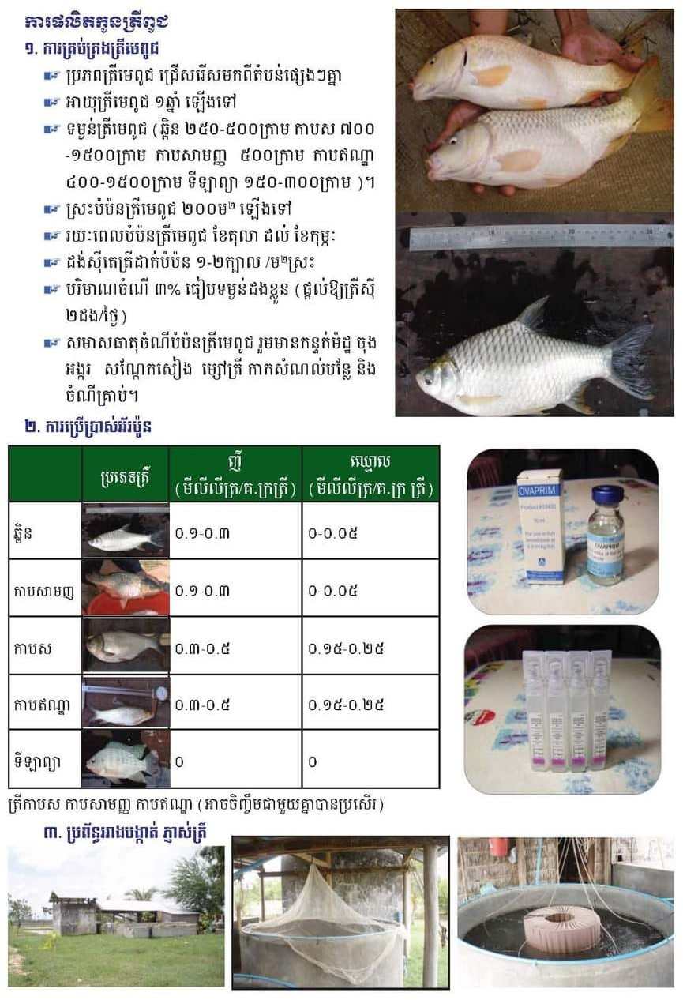 ការផលិតកូនត្រីពូជ
១. ការគ្រប់គ្រងត្រីមេពូជ
ប្រភពត្រីមេពូជ ជ្រើសរើសមកពីតំបន់ផ្សេងៗគ្នា
អាយុត្រីមេពូជ ១ឆ្នាំ ឡើងទៅ
ទម្ងន់ត្រីមេពូជ (ឆ្ពិន ២៥០-៥០០ក្រាម កាបស ៧០០
-១៥០០ក្រាម កាបសាមញ្ញ ៥០០ក្រាម កាបឥណ្ឌា
៤០០-១៥០០ក្រាម ទីឡាព្យា ១៥០-៣០០ក្រាម )។
ស្រះបំប៉នត្រីមេពូជ ២០០ម២ ឡើងទៅ
រយៈពេលបំប៉នត្រីមេពូជ ខែតុលា ដល់ ខែកុម្ភៈ
ដង់ស៊ីតេត្រីដាក់បំប៉ន ១-២ក្បាល /ម២ស្រះ
បរិមាណចំណី ៣% ធៀបទម្ងន់ដងខ្លួន (ផ្តល់ឱ្យត្រីស៊ី
២ដង/ថ្ងៃ)
សមាសធាតុចំណីបំប៉នត្រីមេពូជ រួមមានកន្ទក់ម៉ដ្ឋ ចុង
អង្ករ សណ្តែកសៀង ម្សៅត្រី កាកសំណល់បន្លែ និង
ចំណីគ្រាប់។
២. ការប្រើប្រាស់អ័រម៉ូន
ប្រភេទត្រី ញី ឈ្មោល
(មីលីលីត្រ/គ.ក្រត្រី) (មីលីលីត្រ/គ.ក្រ ត្រី)
ឆ្ពិន ០.១-០.៣ ០-០.០៥
កាបសាមញ ០.១-០.៣ ០-០.០៥
កាបស ០.៣-០.៥ ០.១៥-០.២៥
កាបឥណ្ឌា ០.៣-០.៥ ០.១៥-០.២៥
ទីឡាព្យា ០ ០
OVAPRIM
OVAPRIM
ត្រីកាបស កាបសាមញ្ញ កាបឥណ្ឌា (អាចចិញ្ចឹមជាមួយគ្នាបានប្រសើរ)
៣. ប្រព័ន្ធអាងបង្កាត់ ភ្ញាស់ត្រី